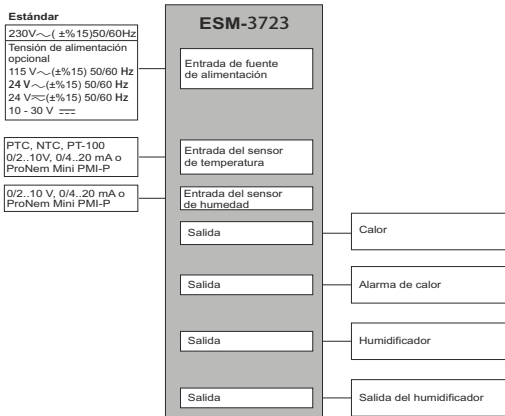 Estándar
230V～( ±%15)50/60Hz
Tensión de alimentación
opcional
115 V～(±%15) 50/60 Hz
24 V～(±%15) 50/60 Hz
24 V⏦(±%15) 50/60 Hz
10 - 30 V ⎓
PTC, NTC, PT-100
0/2..10V, 0/4..20 mA o
ProNem Mini PMI-P
0/2..10 V, 0/4..20 mA o
ProNem Mini PMI-P
ESM-3723
Entrada de fuente
de alimentación
Entrada del sensor
de temperatura
Entrada del sensor
de humedad
Salida
Calor
Salida
Alarma de calor
Salida
Humidificador
Salida
Salida del humidificador